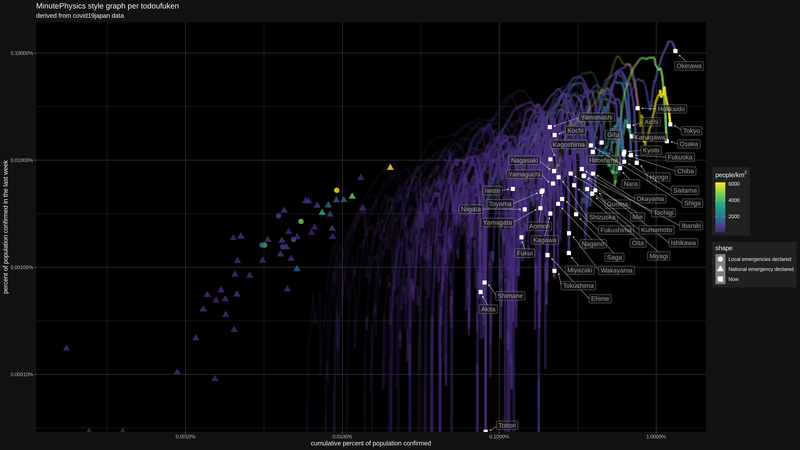 MinutePhysics style graph per todoufuken
derived from covid19japan data
percent of population confirmed in the last week
0.10000%
0.01000%
0.00100%
0.00010%
Okinawa
Hokkaido
Yamanashi
Aichi
Tokyo
Kochi
Gifu
Kanagawa
Osaka
Kagoshima
Kyoto
Fukuoka
Nagasaki
Hiroshima
Chiba
Yamaguchi
Hyogo
Nara
Iwate
Saitama
Okayama
Shiga
Toyama
Gunma
Niigata
Tochigi
Shizuoka
Mie
Yamagata
Ibaraki
Aomori
Fukushima
Kumamoto
Kagawa
Nagano
Oita
Ishikawa
Fukui
Saga
Miyagi
Miyazaki
Wakayama
Tokushima
Shimane
Ehime
Akita
Tottori
0.0010%
0.0100%
0.1000%
1.0000%
cumulative percent of population confirmed
people/km²
6000
4000
2000
shape
Local emergencies declared
National emergency declared
Now